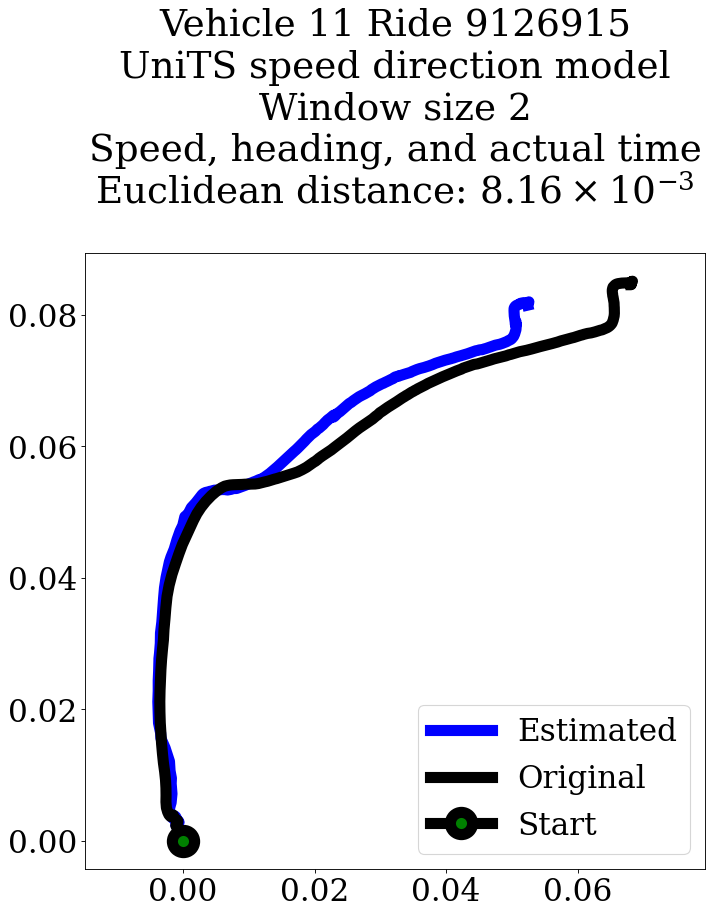 Vehicle 11 Ride 9126915
UniTS speed direction model
Window size 2
Speed, heading, and actual time
Euclidean distance: 8.16 × 10⁻³
0.08
0.06
0.04
0.02
0.00
Estimated
Original
Start
0.00 0.02 0.04 0.06